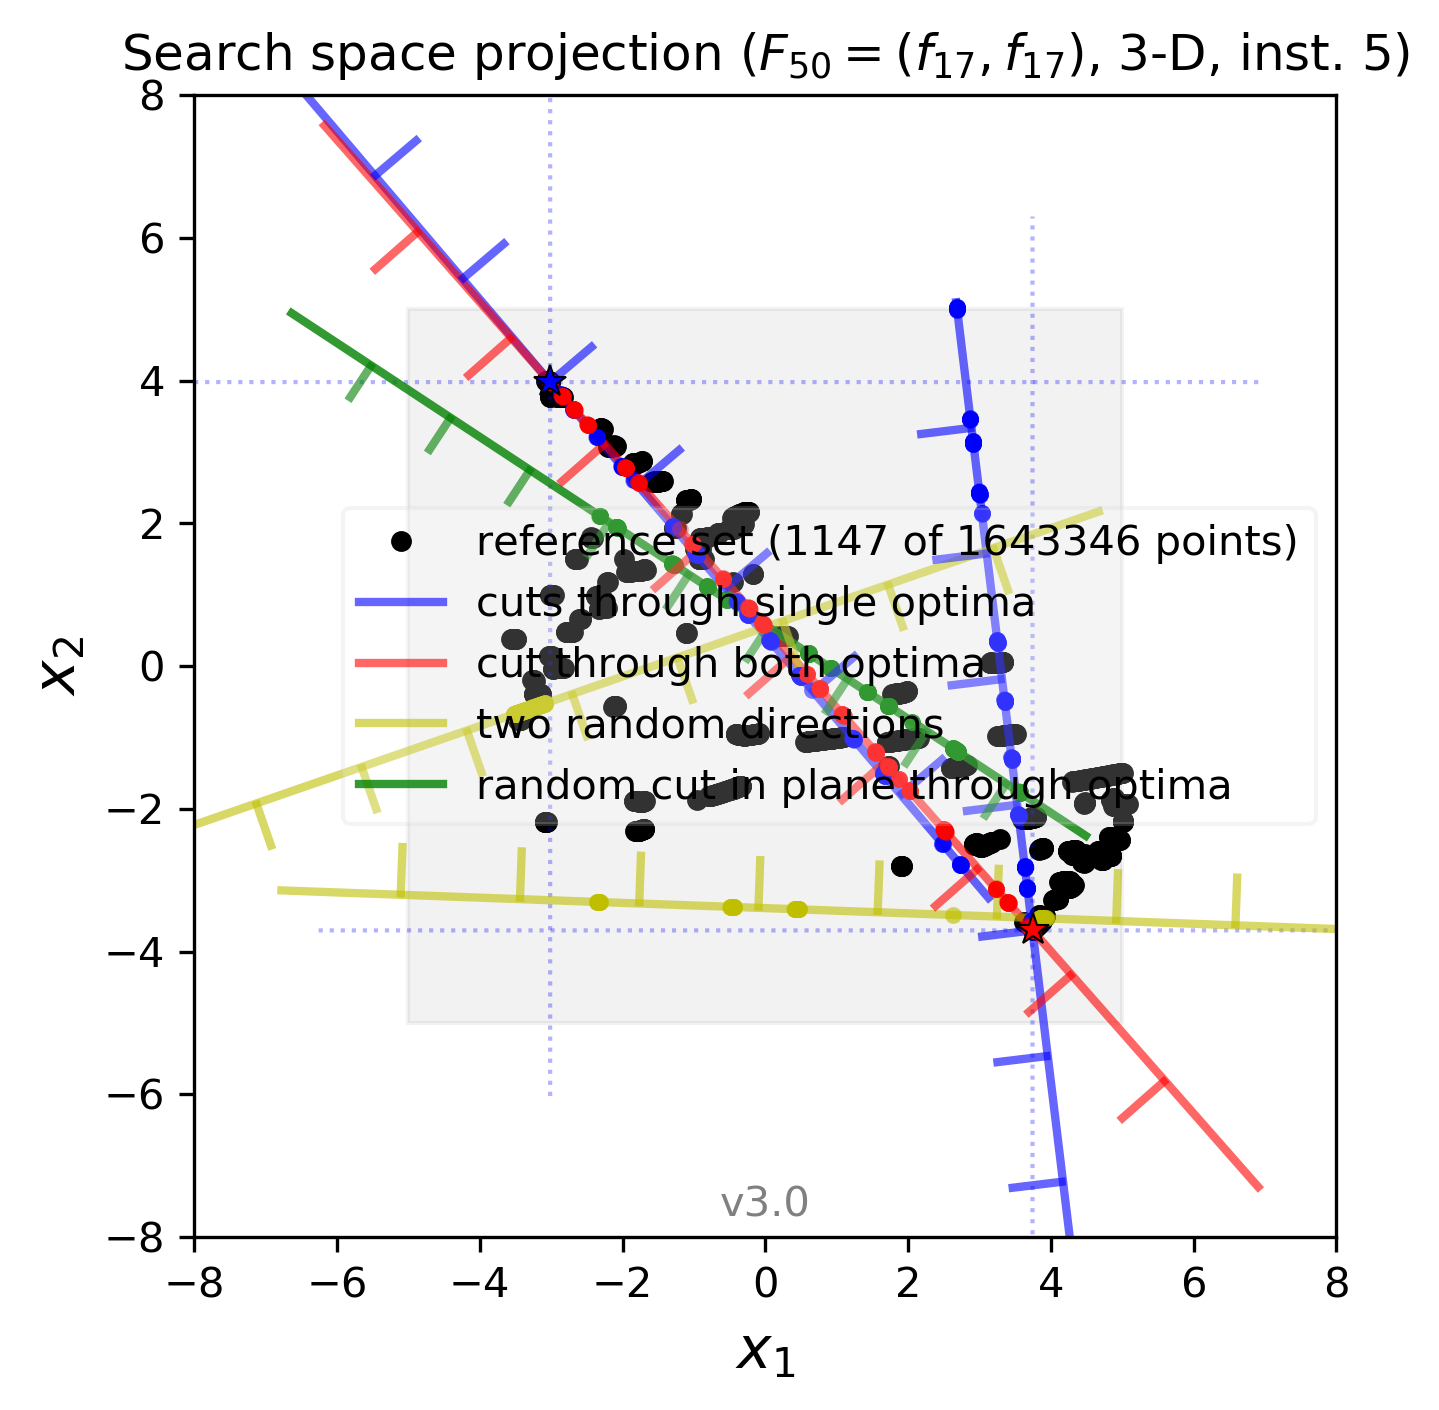 Search space projection (F₅₀ = (f₁₇, f₁₇), 3-D, inst. 5)
8
6
4
2
0
−2
−4
−6
−8
x₂
reference set (1147 of 1643346 points)
cuts through single optima
cut through both optima
two random directions
random cut in plane through optima
v3.0
−8 −6 −4 −2 0 2 4 6 8
x₁